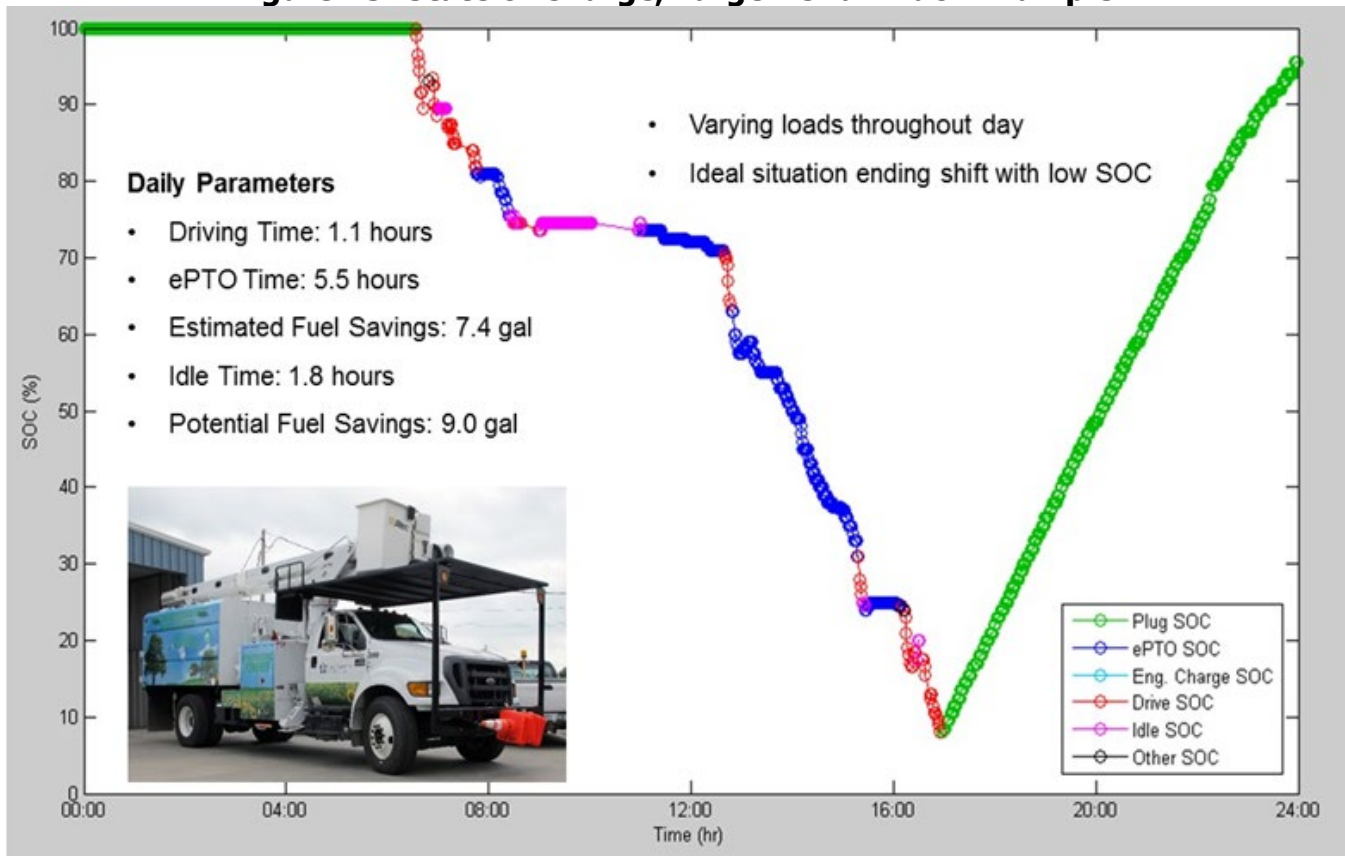 100
90
80
70
60
50
40
30
20
10
0
SOC (%)
• Varying loads throughout day
• Ideal situation ending shift with low SOC
Daily Parameters
• Driving Time: 1.1 hours
• ePTO Time: 5.5 hours
• Estimated Fuel Savings: 7.4 gal
• Idle Time: 1.8 hours
• Potential Fuel Savings: 9.0 gal
Plug SOC
ePTO SOC
Eng. Charge SOC
Drive SOC
Idle SOC
Other SOC
00:00 04:00 08:00 12:00 16:00 20:00 24:00
Time (hr)